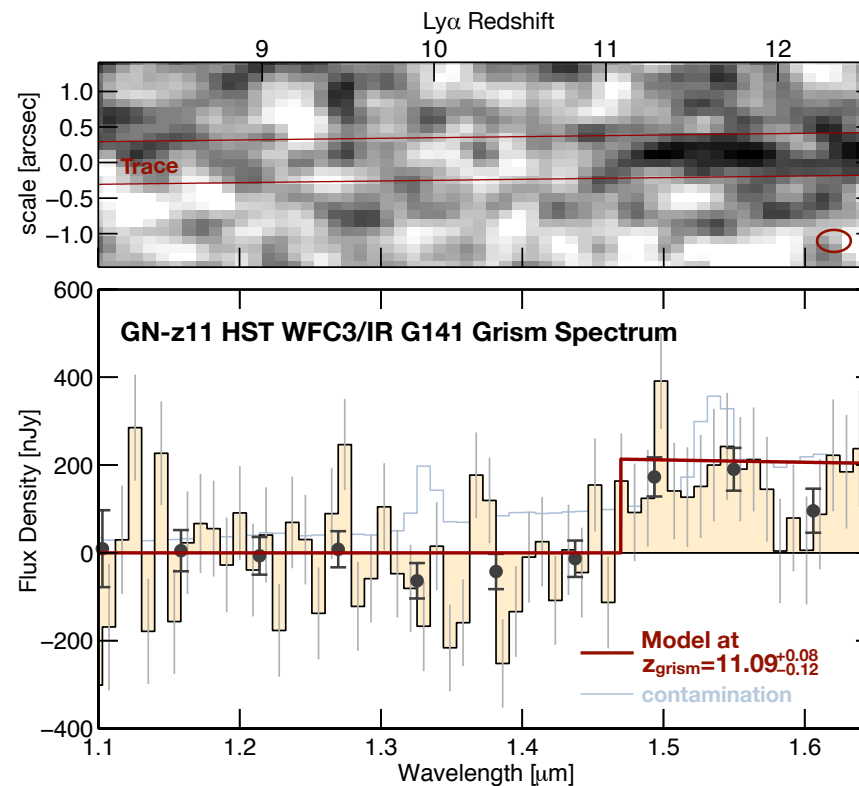 Lyα Redshift
9 10 11 12
scale [arcsec]
1.0
0.5
0.0
−0.5
−1.0
Trace
GN-z11 HST WFC3/IR G141 Grism Spectrum
Flux Density [nJy]
600
400
200
0
−200
−400
Model at
z_grism=11.09^{+0.08}_{−0.12}
contamination
1.1 1.2 1.3 1.4 1.5 1.6
Wavelength [μm]